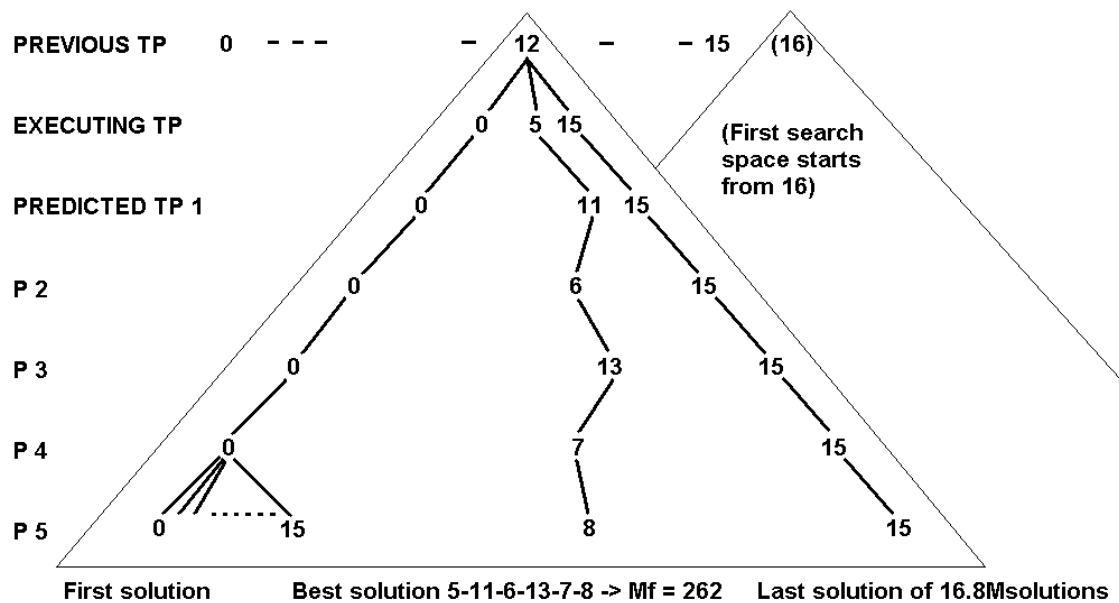 PREVIOUS TP 0 - - - - 12 - - 15 (16)
EXECUTING TP 0 5 15
(First search
space starts
from 16)
PREDICTED TP 1 0 11 15
P 2 0 6 15
P 3 0 13 15
P 4 0 7 15
P 5 0 15 8 15
First solution Best solution 5-11-6-13-7-8 -> Mf = 262 Last solution of 16.8Msolutions